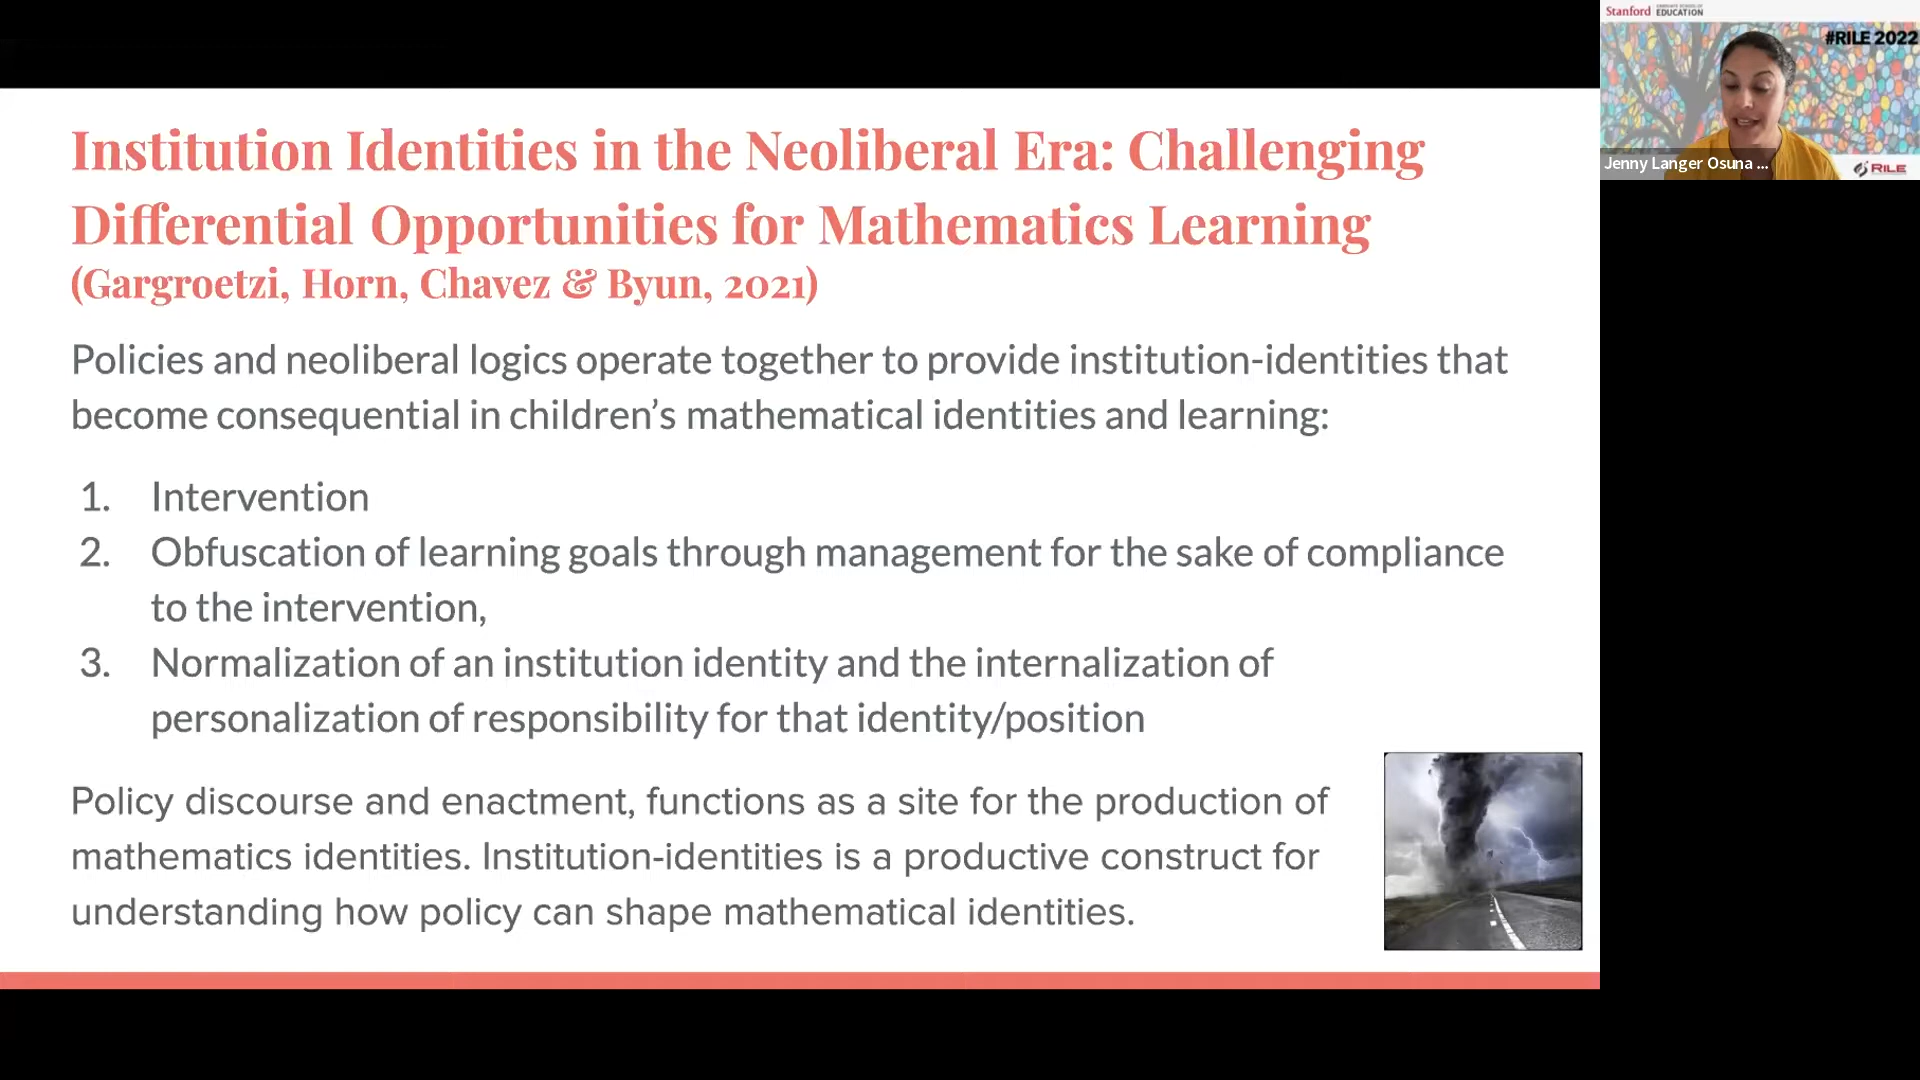 Institution Identities in the Neoliberal Era: Challenging
Differential Opportunities for Mathematics Learning
(Gargroetzi, Horn, Chavez & Byun, 2021)
Policies and neoliberal logics operate together to provide institution-identities that
become consequential in children’s mathematical identities and learning:
1. Intervention
2. Obfuscation of learning goals through management for the sake of compliance
to the intervention,
3. Normalization of an institution identity and the internalization of
personalization of responsibility for that identity/position
Policy discourse and enactment, functions as a site for the production of
mathematics identities. Institution-identities is a productive construct for
understanding how policy can shape mathematical identities.
Stanford GRADUATE SCHOOL OF EDUCATION
#RILE 2022
Jenny Langer Osuna ...
RILE